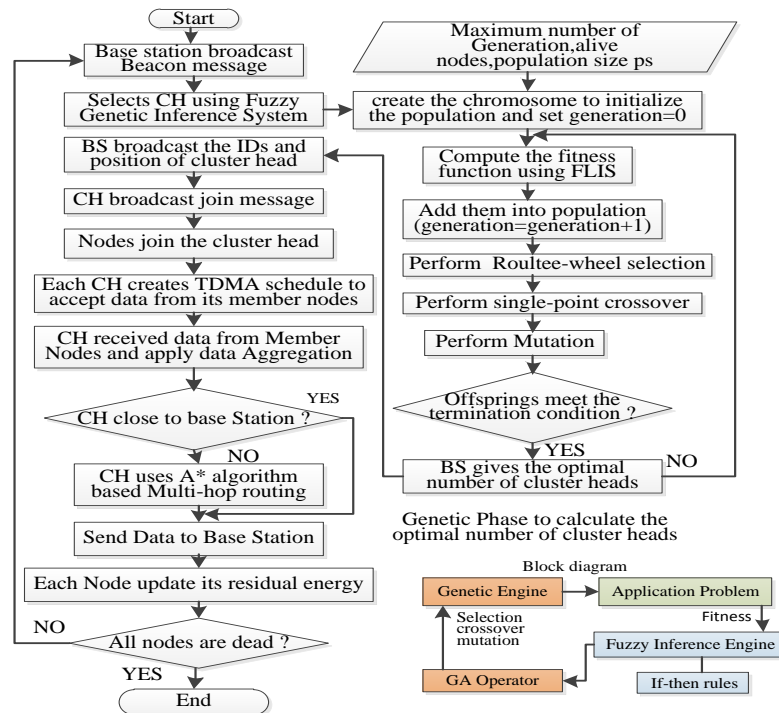 Start
Base station broadcast
Beacon message
Selects CH using Fuzzy
Genetic Inference System
BS broadcast the IDs and
position of cluster head
CH broadcast join message
Nodes join the cluster head
Each CH creates TDMA schedule to
accept data from its member nodes
CH received data from Member
Nodes and apply data Aggregation
CH close to base Station ?
YES
NO
CH uses A* algorithm
based Multi-hop routing
Send Data to Base Station
Each Node update its residual energy
All nodes are dead ?
NO
YES
End
Maximum number of
Generation,alive
nodes,population size ps
create the chromosome to initialize
the population and set generation=0
Compute the fitness
function using FLIS
Add them into population
(generation=generation+1)
Perform Roultee-wheel selection
Perform single-point crossover
Perform Mutation
Offsprings meet the
termination condition ?
YES
NO
BS gives the optimal
number of cluster heads
Genetic Phase to calculate the
optimal number of cluster heads
Block diagram
Genetic Engine
Application Problem
Fitness
Selection
crossover
mutation
Fuzzy Inference Engine
GA Operator
If-then rules